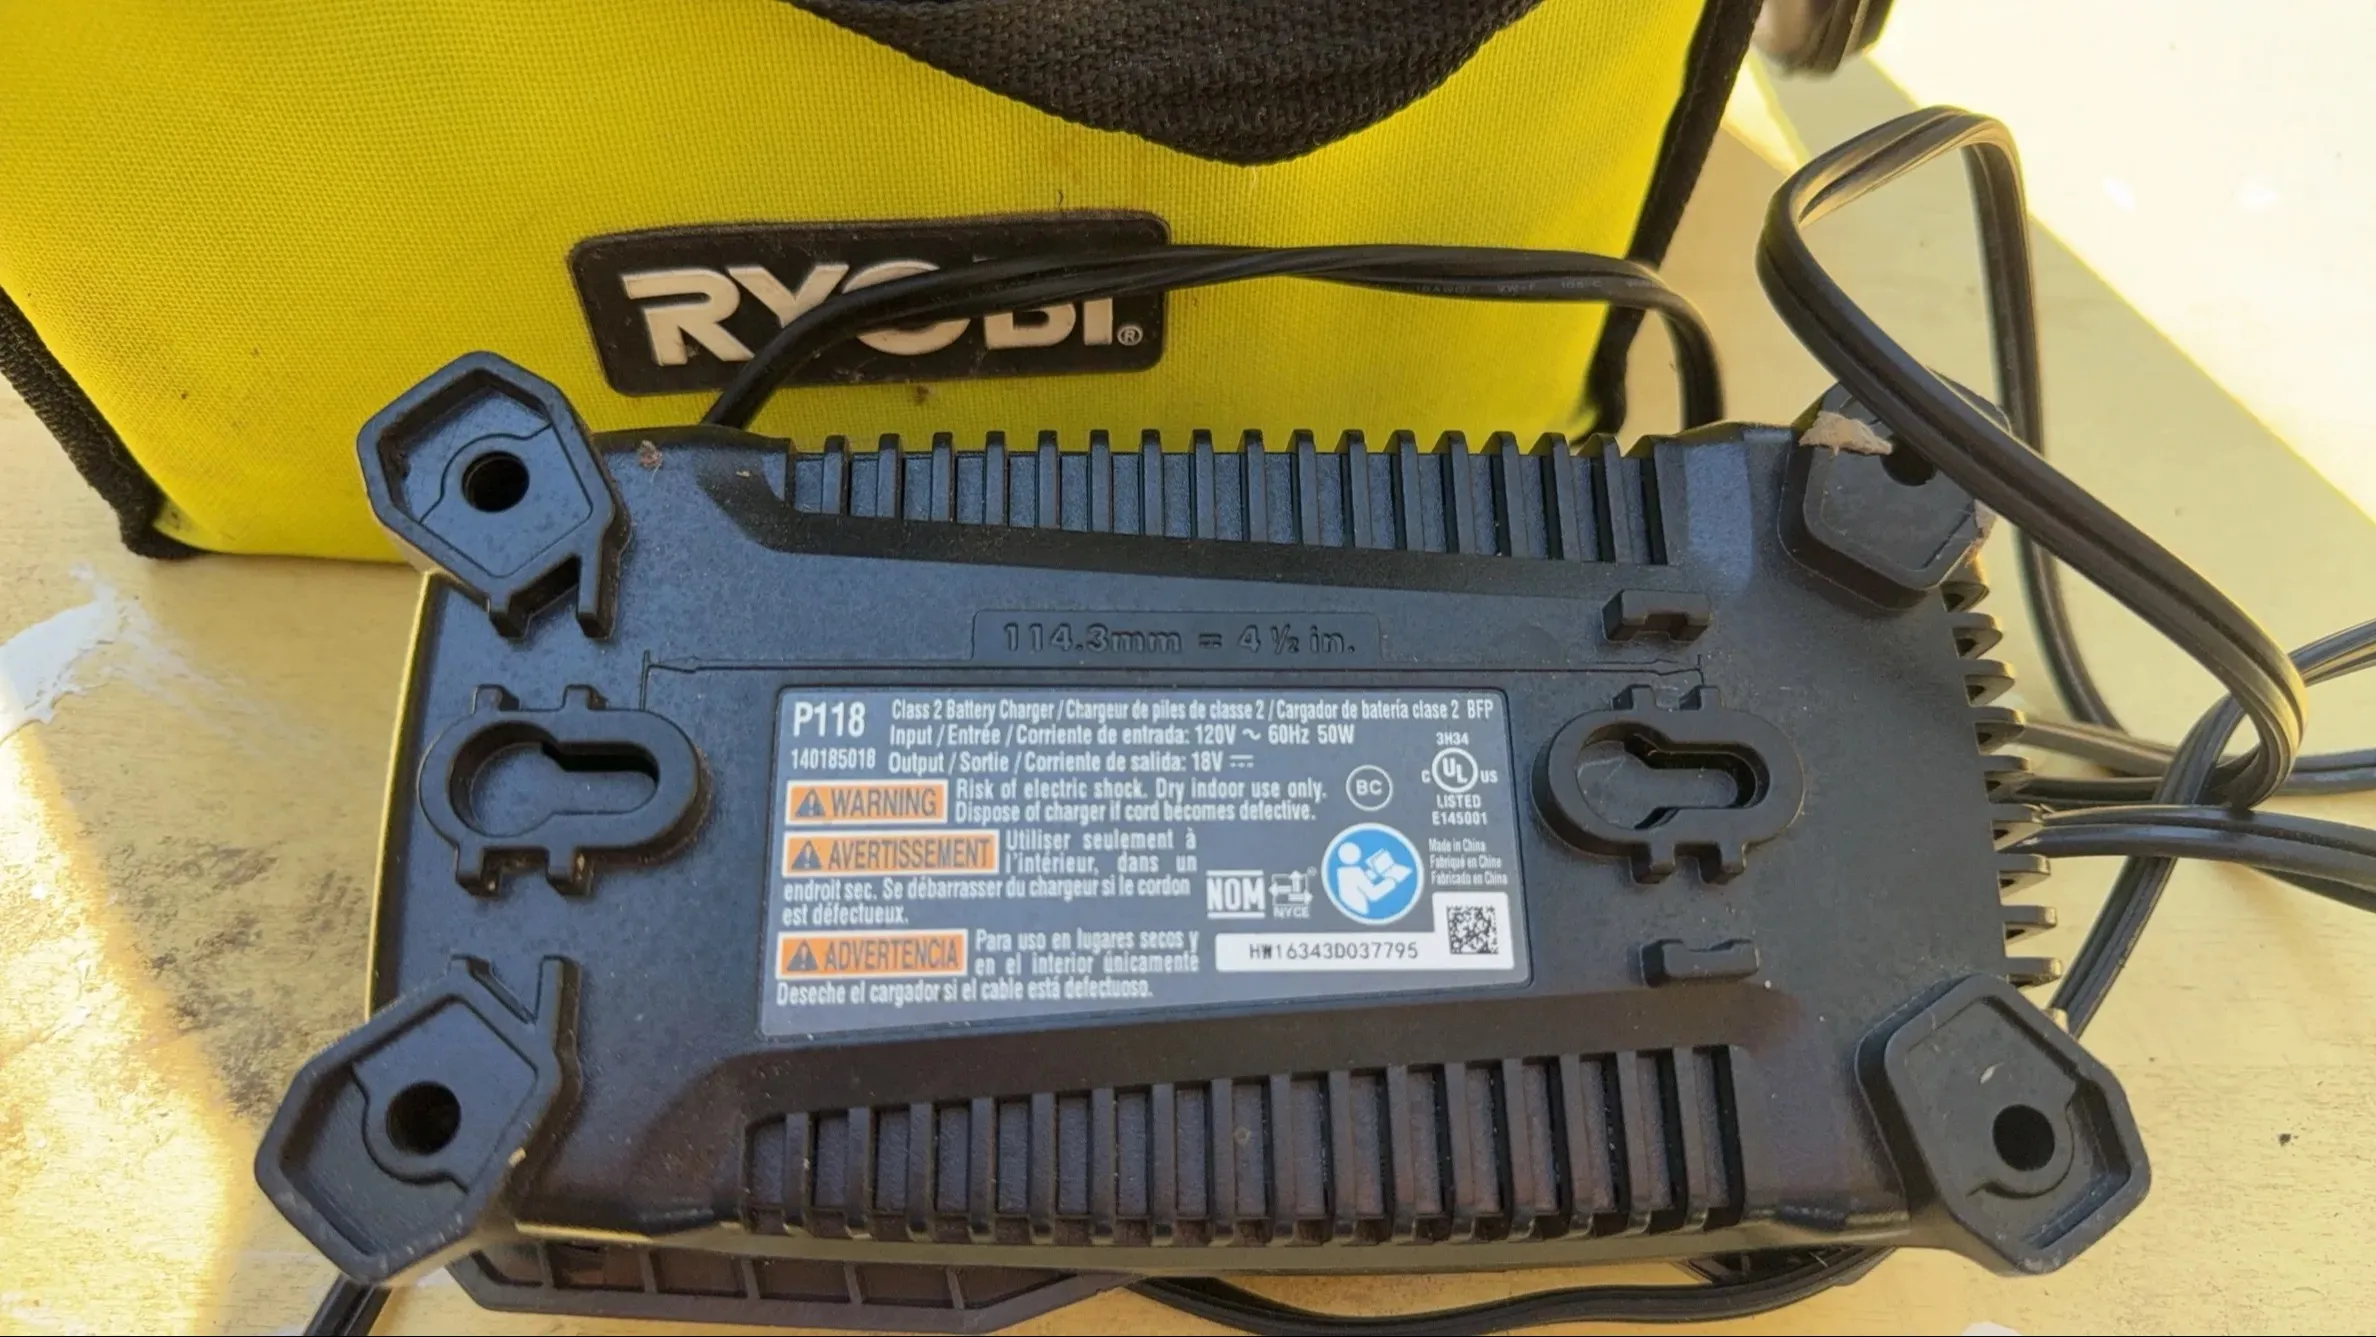 RYOBI®
114.3mm = 4 ½ in.
P118 Class 2 Battery Charger / Chargeur de piles de classe 2 / Cargador de batería clase 2 BFP
Input / Entrée / Corriente de entrada: 120V ~ 60Hz 50W
140185018 Output / Sortie / Corriente de salida: 18V ⎓
WARNING Risk of electric shock. Dry indoor use only.
Dispose of charger if cord becomes defective.
AVERTISSEMENT Utiliser seulement à
l'intérieur, dans un
endroit sec. Se débarrasser du chargeur si le cordon
est défectueux.
ADVERTENCIA Para uso en lugares secos y
en el interior únicamente
Deseche el cargador si el cable está defectuoso.
BC
3H34
C UL US
LISTED
E145001
Made in China
Fabriqué en Chine
Fabricado en China
NOM NYCE
HW16343D037795